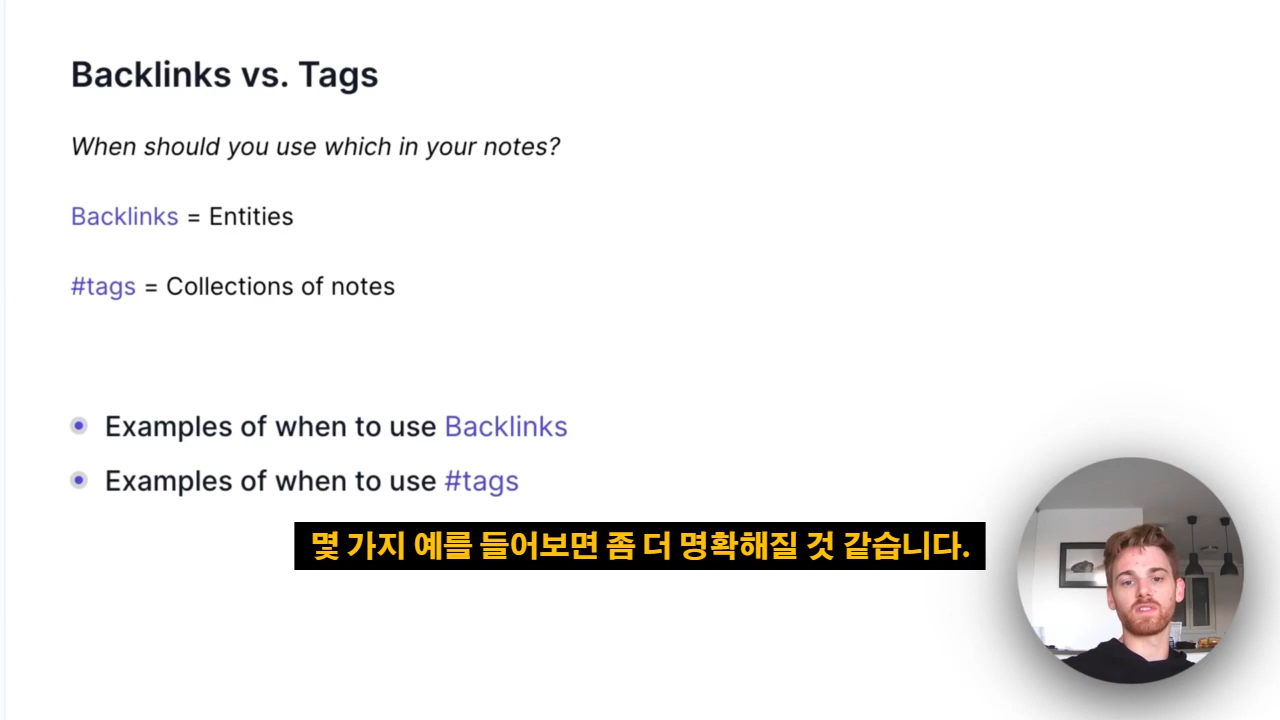 Backlinks vs. Tags
When should you use which in your notes?
Backlinks = Entities
#tags = Collections of notes
Examples of when to use Backlinks
Examples of when to use #tags
몇 가지 예를 들어보면 좀 더 명확해질 것 같습니다.